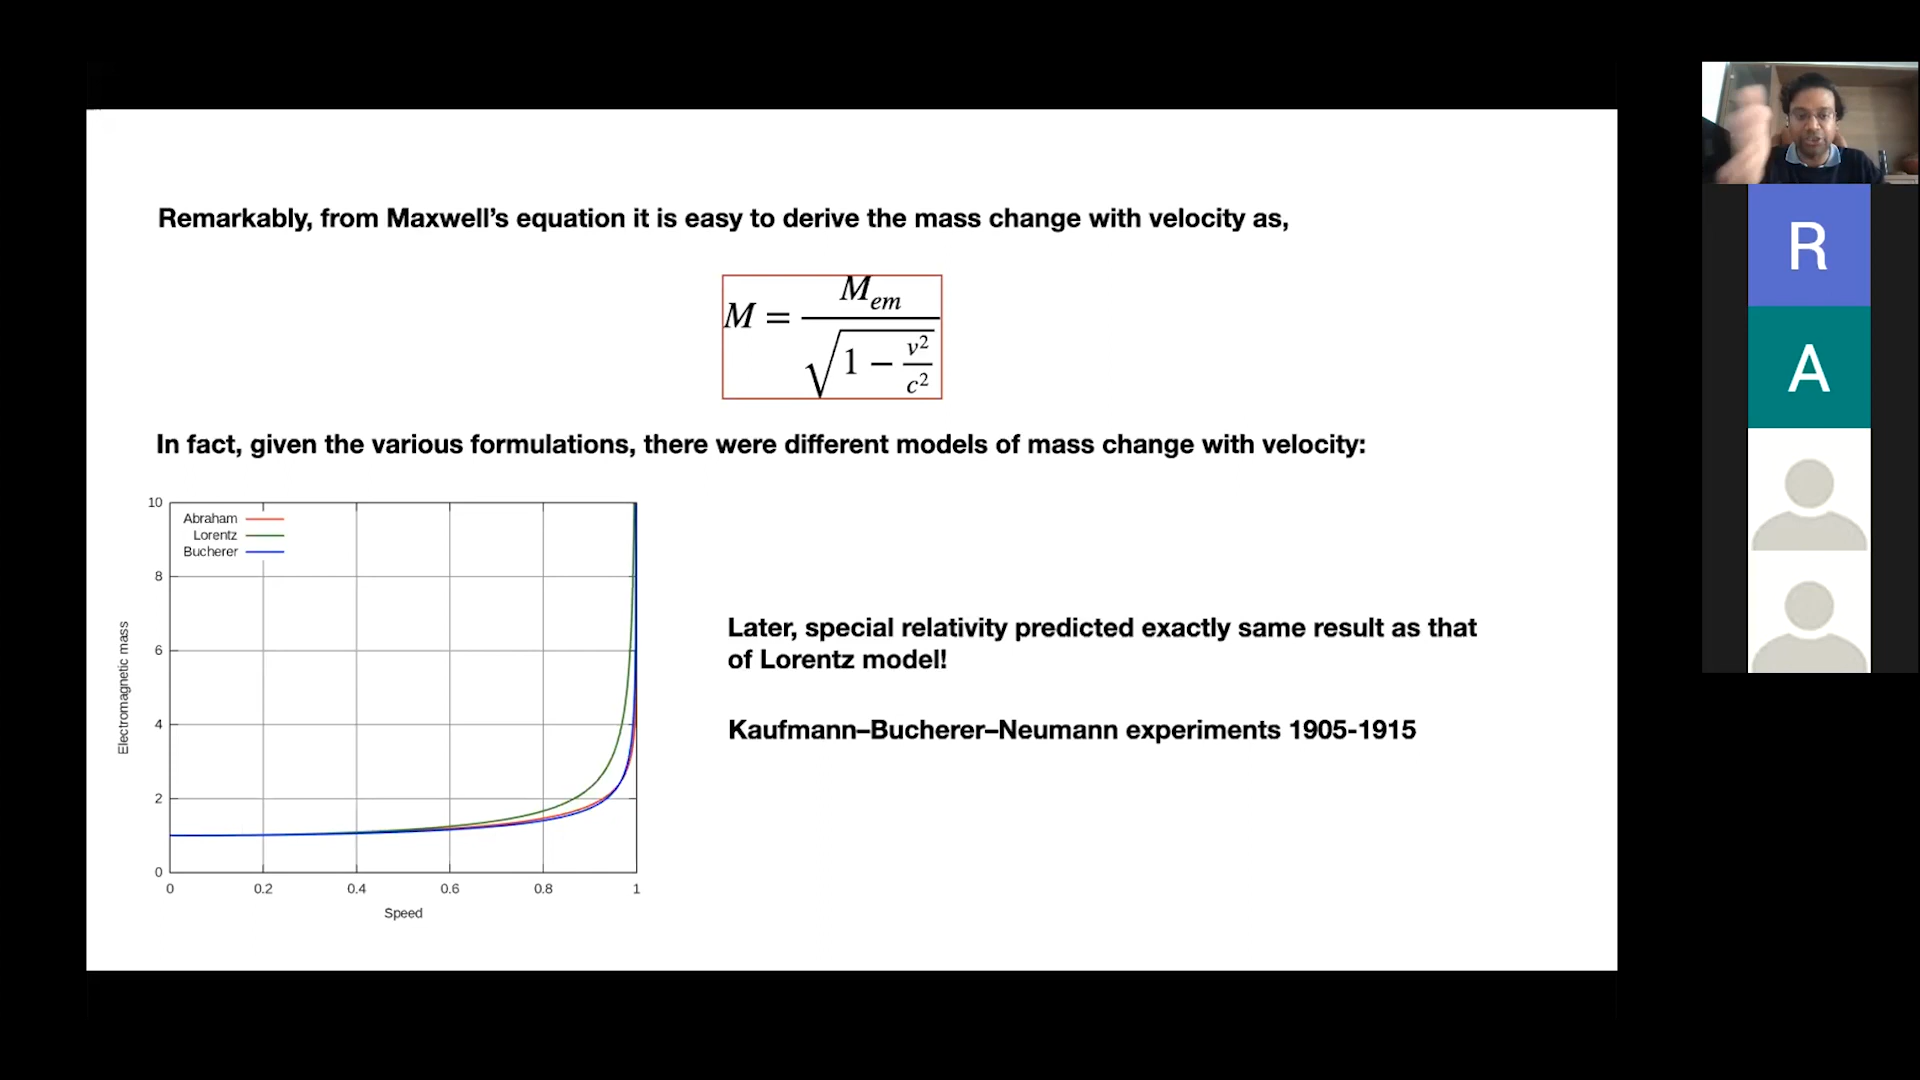 Remarkably, from Maxwell's equation it is easy to derive the mass change with velocity as,
M = M_em / √(1 − v²/c²)
In fact, given the various formulations, there were different models of mass change with velocity:
10
8
6
4
2
0
Abraham
Lorentz
Bucherer
Electromagnetic mass
0 0.2 0.4 0.6 0.8 1
Speed
Later, special relativity predicted exactly same result as that
of Lorentz model!
Kaufmann–Bucherer–Neumann experiments 1905-1915
R
A